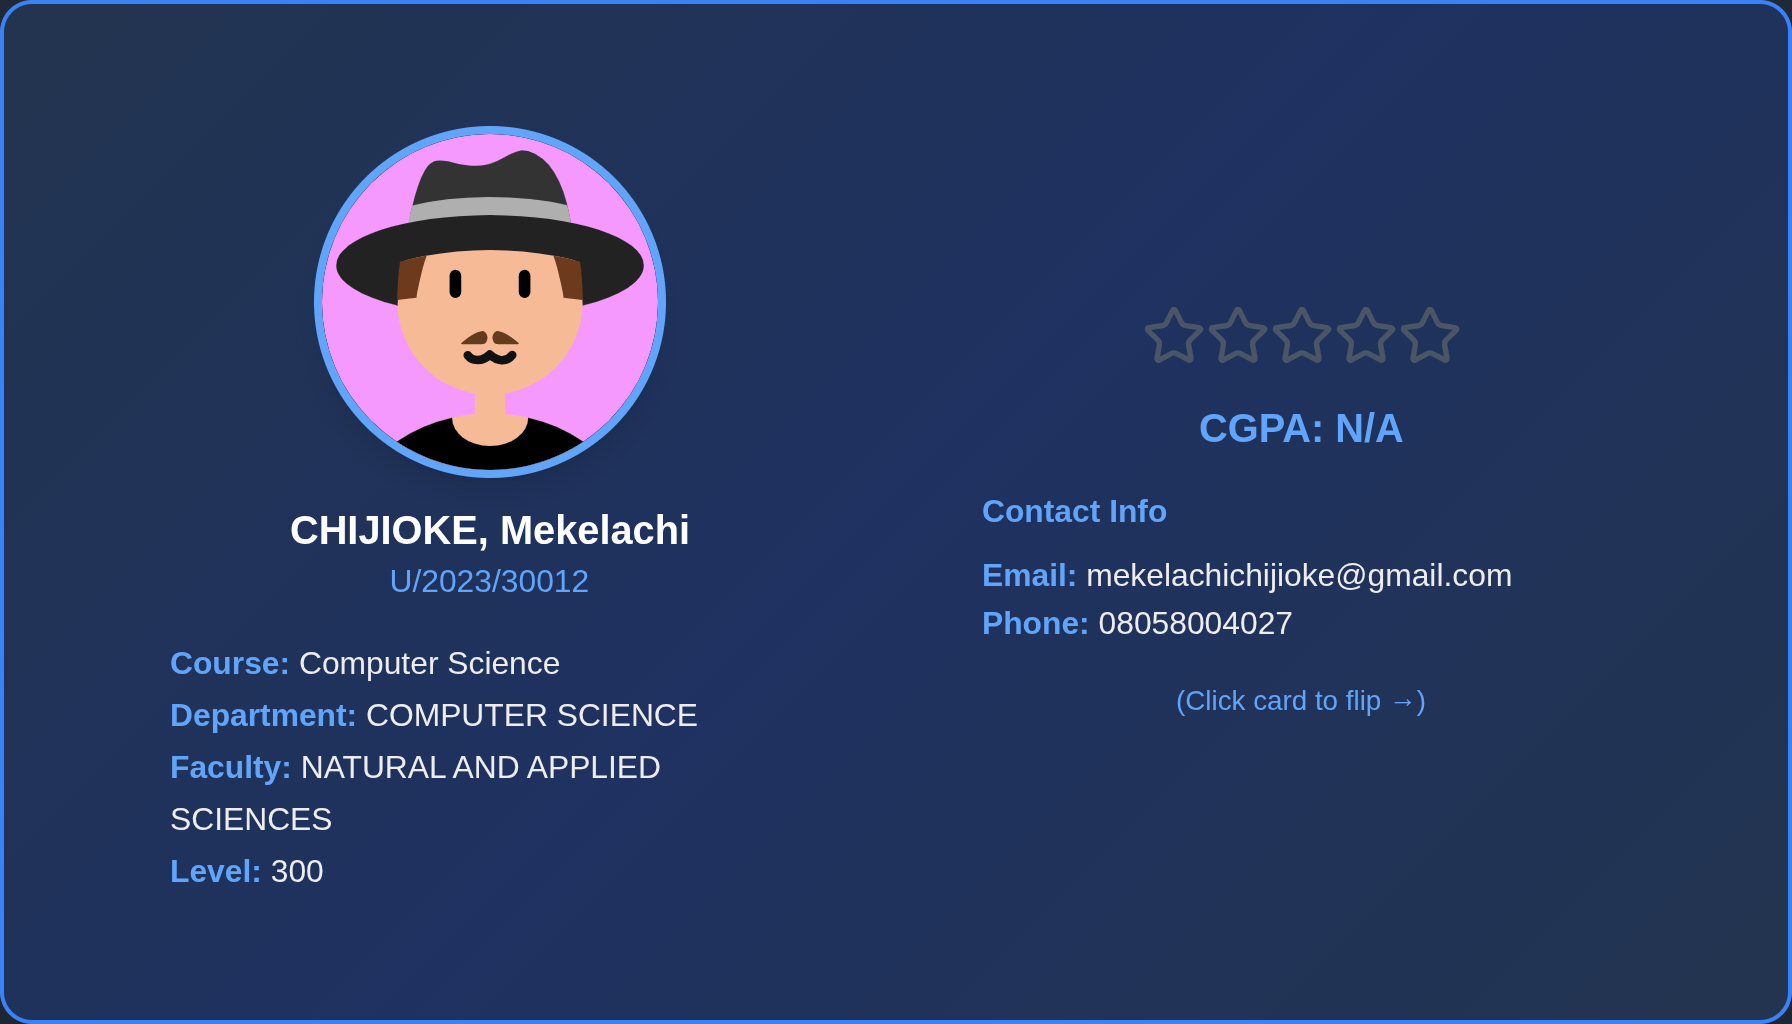 CHIJIOKE, Mekelachi
U/2023/30012
Course: Computer Science
Department: COMPUTER SCIENCE
Faculty: NATURAL AND APPLIED
SCIENCES
Level: 300
CGPA: N/A
Contact Info
Email: mekelachichijioke@gmail.com
Phone: 08058004027
(Click card to flip →)